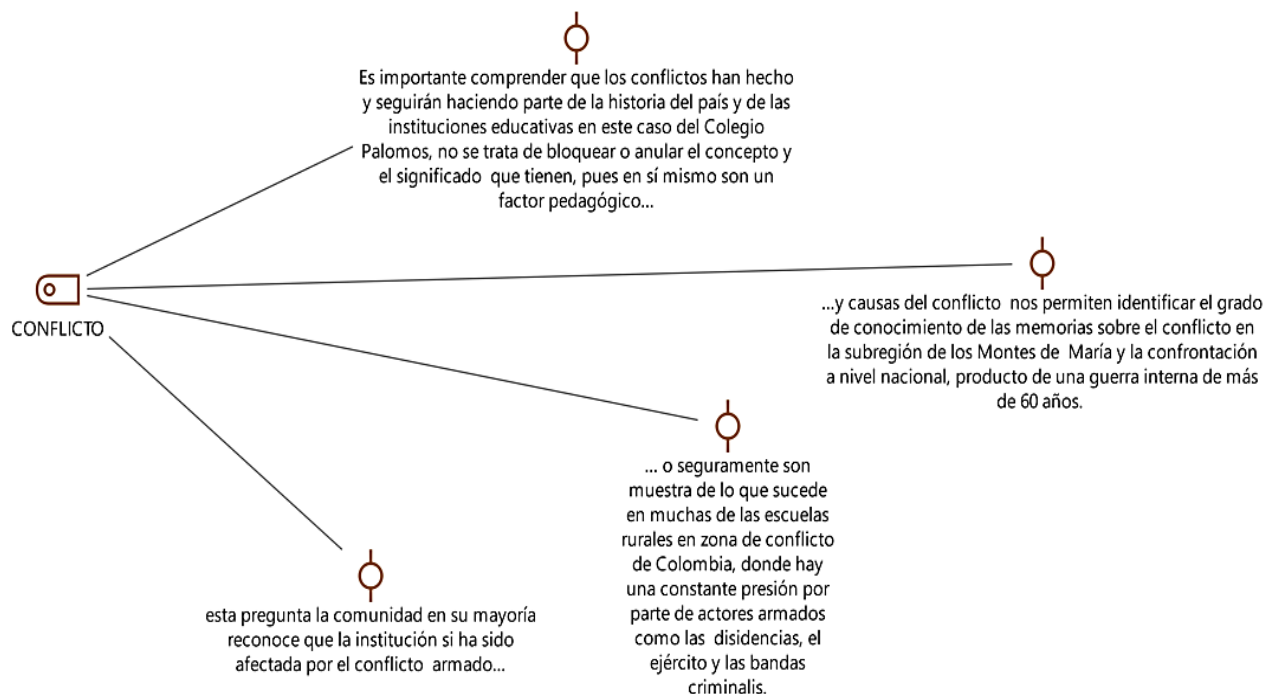 Es importante comprender que los conflictos han hecho
y seguirán haciendo parte de la historia del país y de las
instituciones educativas en este caso del Colegio
Palomos, no se trata de bloquear o anular el concepto y
el significado que tienen, pues en sí mismo son un
factor pedagógico...
CONFLICTO
...y causas del conflicto nos permiten identificar el grado
de conocimiento de las memorias sobre el conflicto en
la subregión de los Montes de María y la confrontación
a nivel nacional, producto de una guerra interna de más
de 60 años.
... o seguramente son
muestra de lo que sucede
en muchas de las escuelas
rurales en zona de conflicto
de Colombia, donde hay
una constante presión por
parte de actores armados
como las disidencias, el
ejército y las bandas
criminalis.
esta pregunta la comunidad en su mayoría
reconoce que la institución si ha sido
afectada por el conflicto armado...